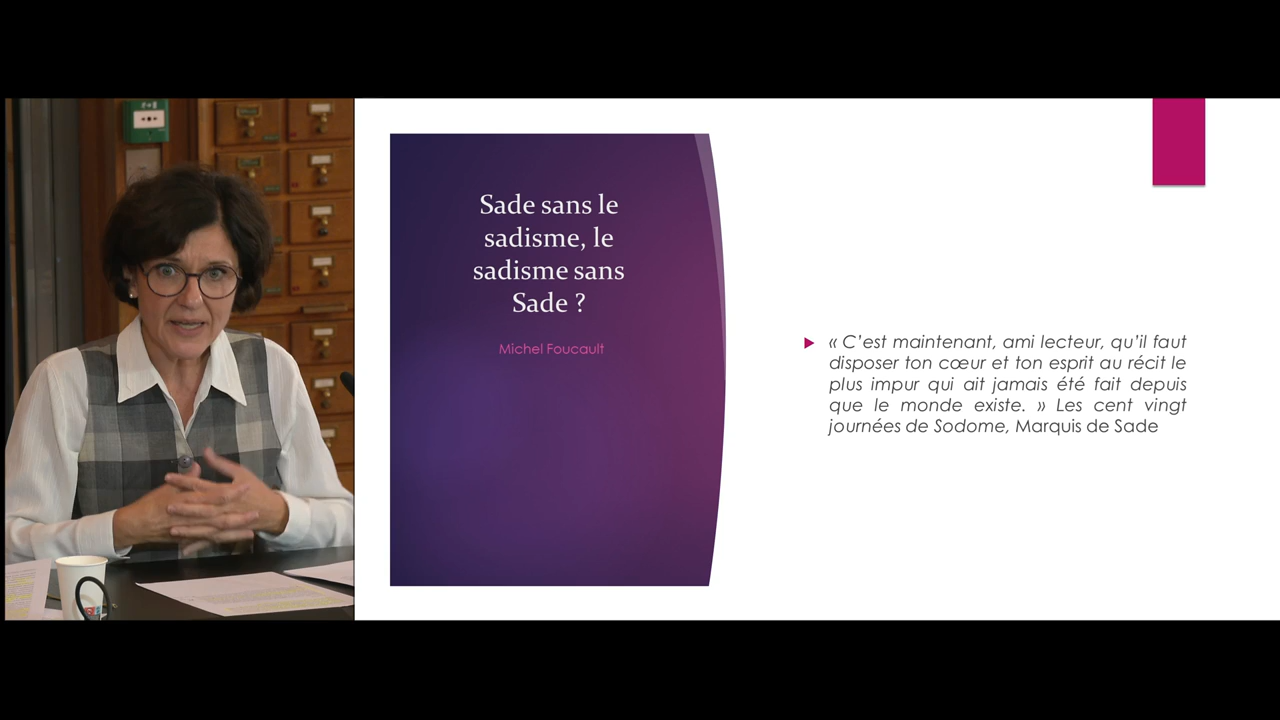 Sade sans le
sadisme, le
sadisme sans
Sade ?
Michel Foucault
« C’est maintenant, ami lecteur, qu’il faut
disposer ton cœur et ton esprit au récit le
plus impur qui ait jamais été fait depuis
que le monde existe. » Les cent vingt
journées de Sodome, Marquis de Sade